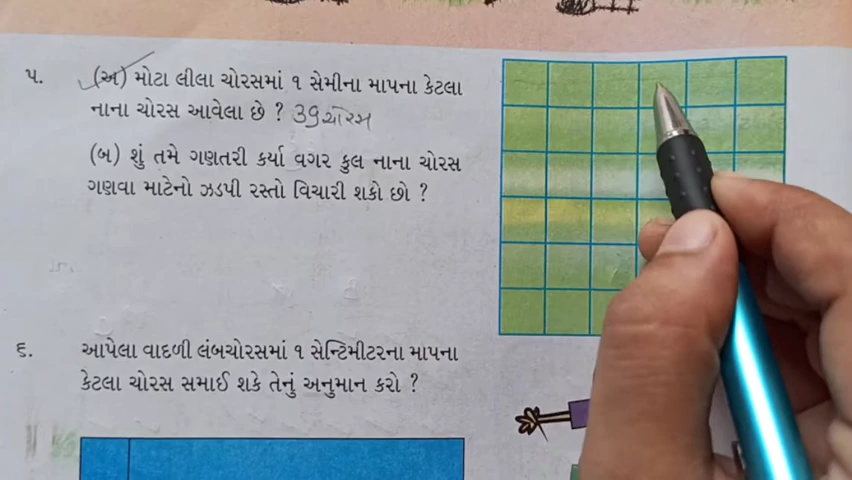 ૫. (અ) મોટા લીલા ચોરસમાં ૧ સેમીના માપના કેટલા
નાના ચોરસ આવેલા છે ? ૩૬ ચોરસ
(બ) શું તમે ગણતરી કર્યા વગર કુલ નાના ચોરસ
ગણવા માટેનો ઝડપી રસ્તો વિચારી શકો છો ?
૬. આપેલા વાદળી લંબચોરસમાં ૧ સેન્ટિમીટરના માપના
કેટલા ચોરસ સમાઈ શકે તેનું અનુમાન કરો ?